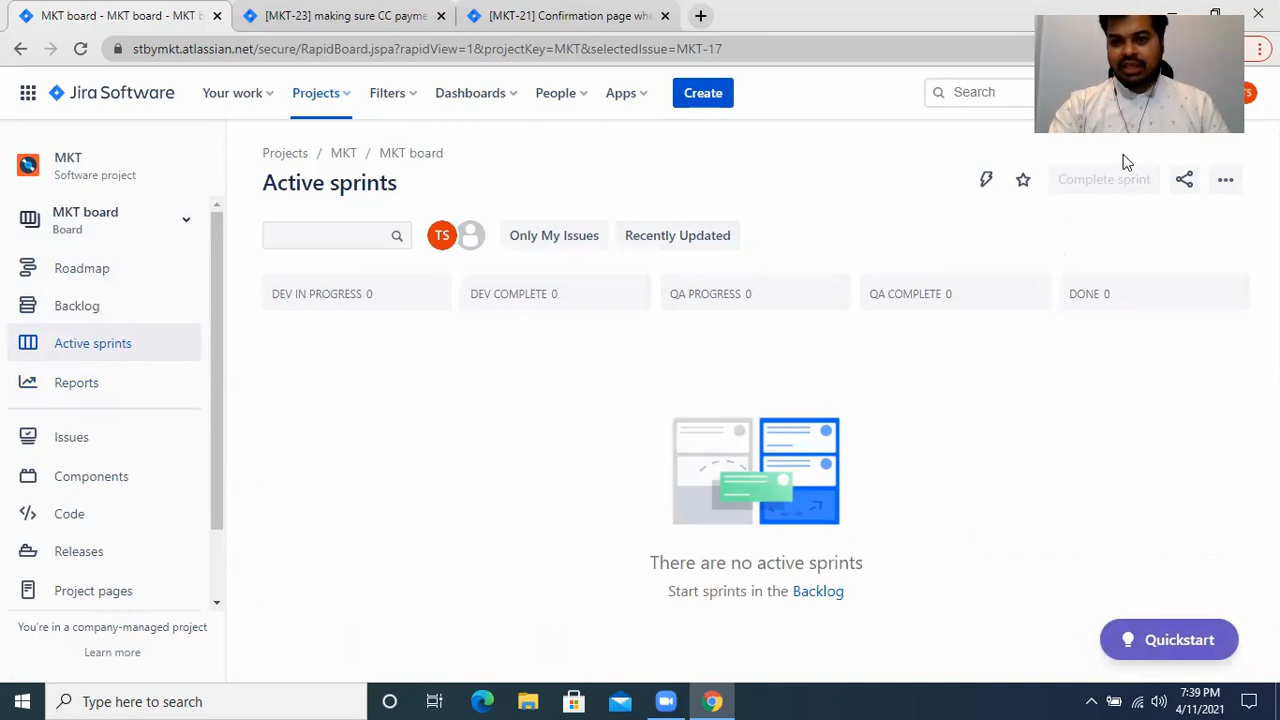 MKT board - MKT board - MKT b
[MKT-23] making sure CC payme
[MKT-21] Confirmation page whe
stbymkt.atlassian.net/secure/RapidBoard.jspa?rapidView=1&projectKey=MKT&selectedIssue=MKT-17
Jira Software
Your work
Projects
Filters
Dashboards
People
Apps
Create
Search
TS
MKT
Software project
MKT board
Board
Roadmap
Backlog
Active sprints
Reports
Issues
Components
Code
Releases
Project pages
You're in a company-managed project
Learn more
Projects / MKT / MKT board
Active sprints
Complete sprint
TS
Only My Issues
Recently Updated
DEV IN PROGRESS 0
DEV COMPLETE 0
QA PROGRESS 0
QA COMPLETE 0
DONE 0
There are no active sprints
Start sprints in the Backlog
Quickstart
Type here to search
7:39 PM
4/11/2021